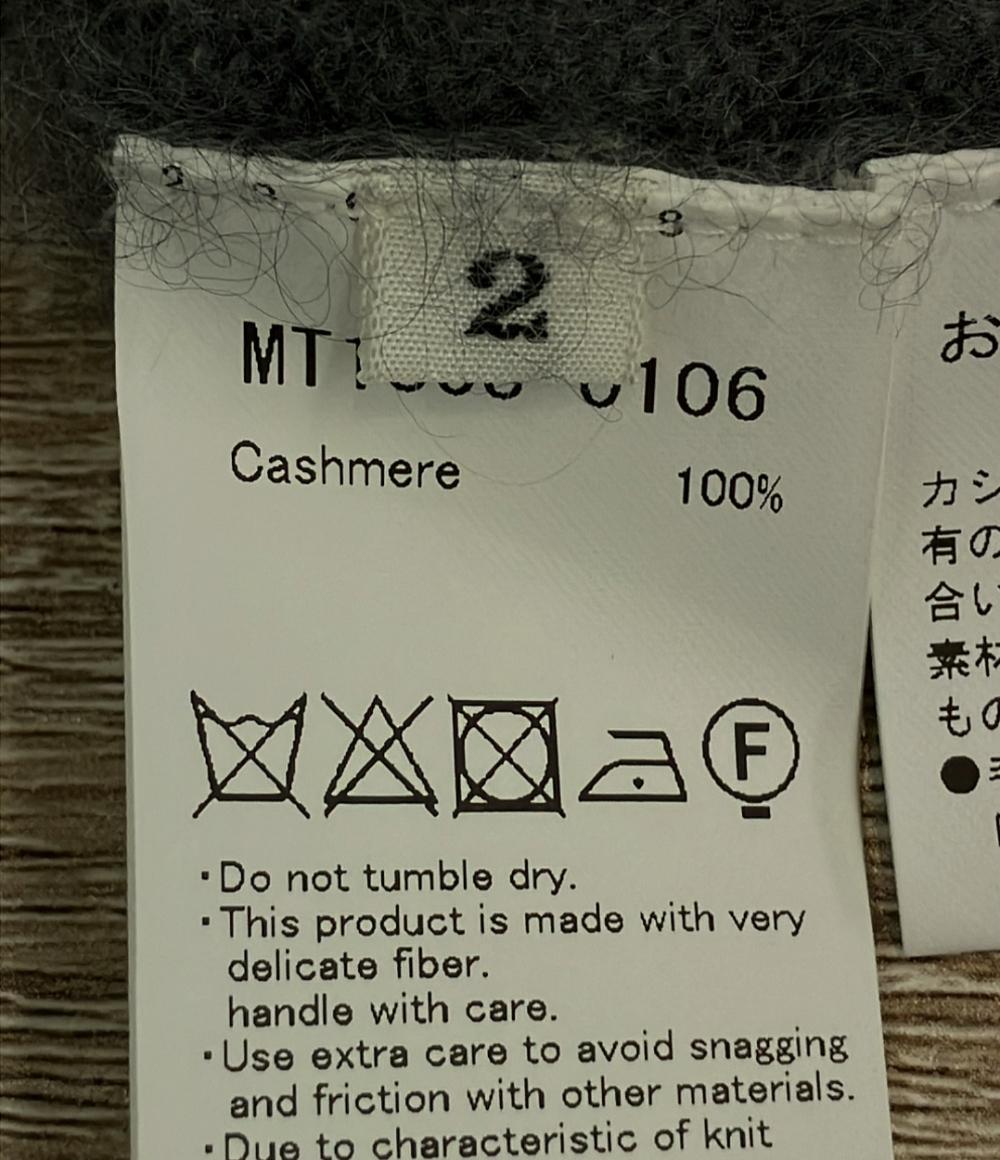 2
Cashmere 100%
F
・Do not tumble dry.
・This product is made with very
delicate fiber.
handle with care.
・Use extra care to avoid snagging
and friction with other materials.
・Due to characteristic of knit
お
カシ
有の
合い
素材
もの
●